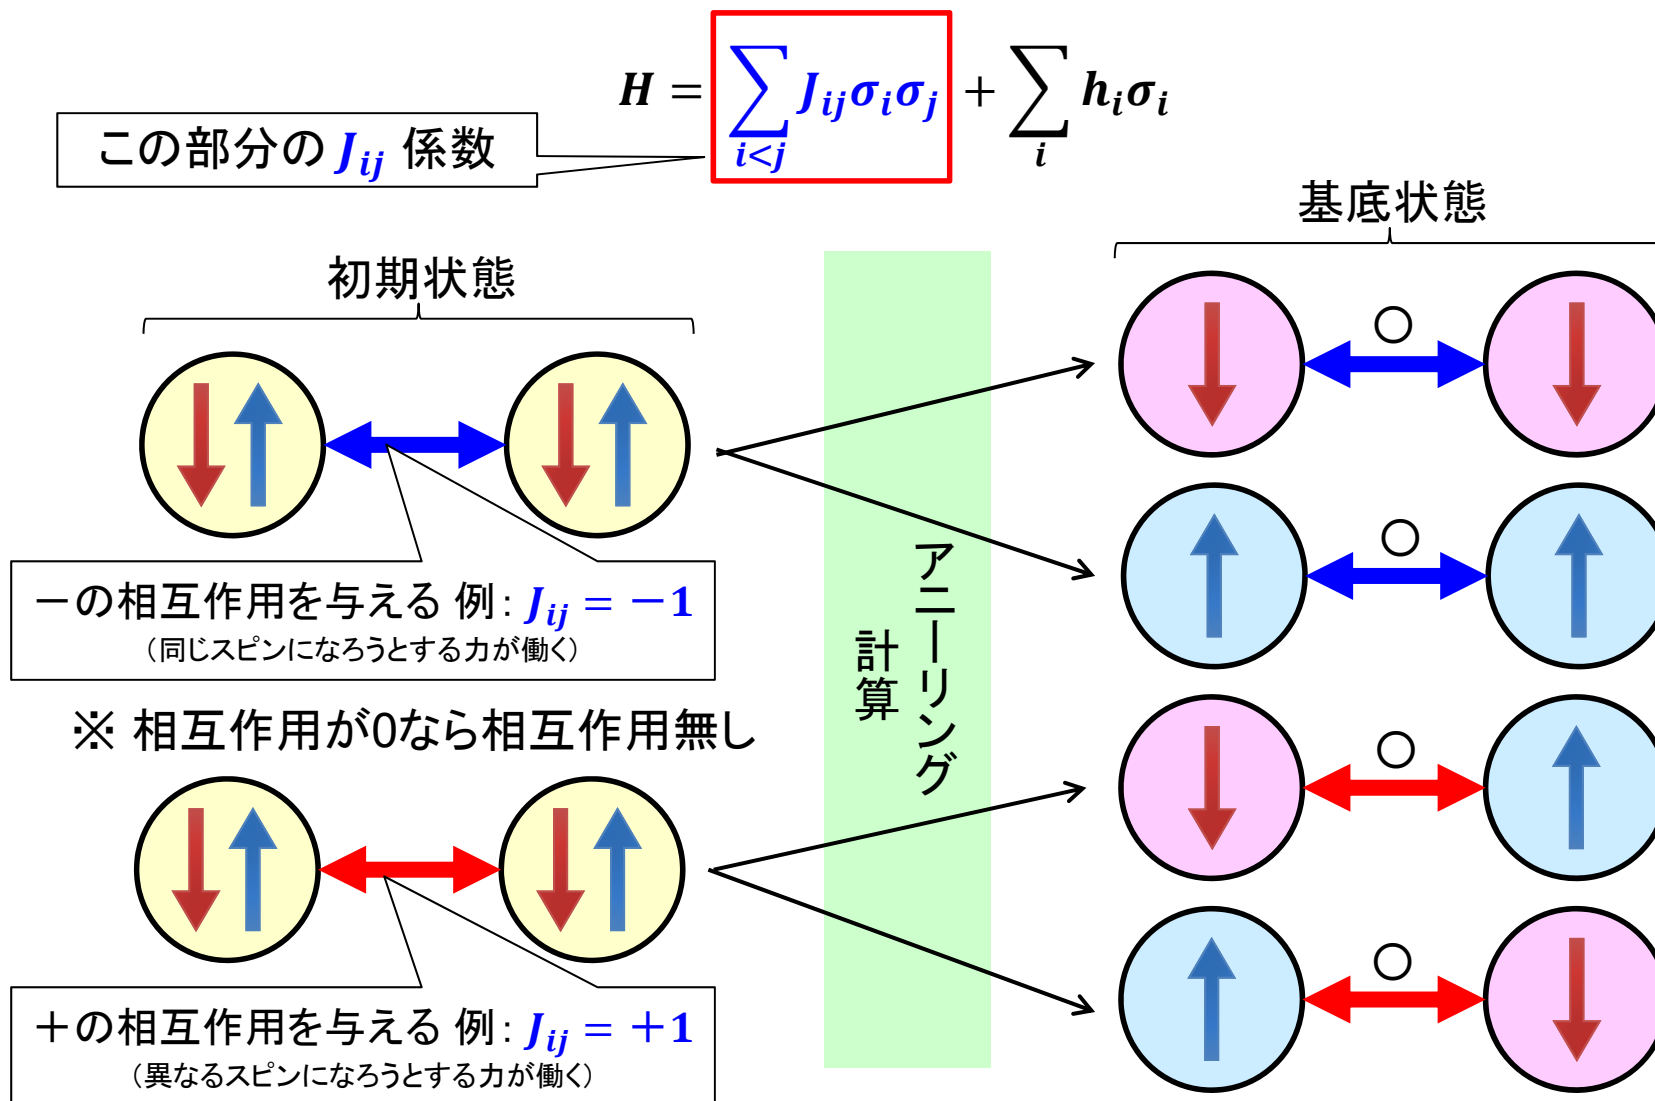 H = ∑_{i<j} J_{ij}σ_iσ_j + ∑_i h_iσ_i
この部分の J_{ij} 係数
基底状態
初期状態
○
○
アニーリング
計算
−の相互作用を与える 例: J_{ij} = −1
(同じスピンになろうとする力が働く)
※ 相互作用が0なら相互作用無し
○
○
+の相互作用を与える 例: J_{ij} = +1
(異なるスピンになろうとする力が働く)